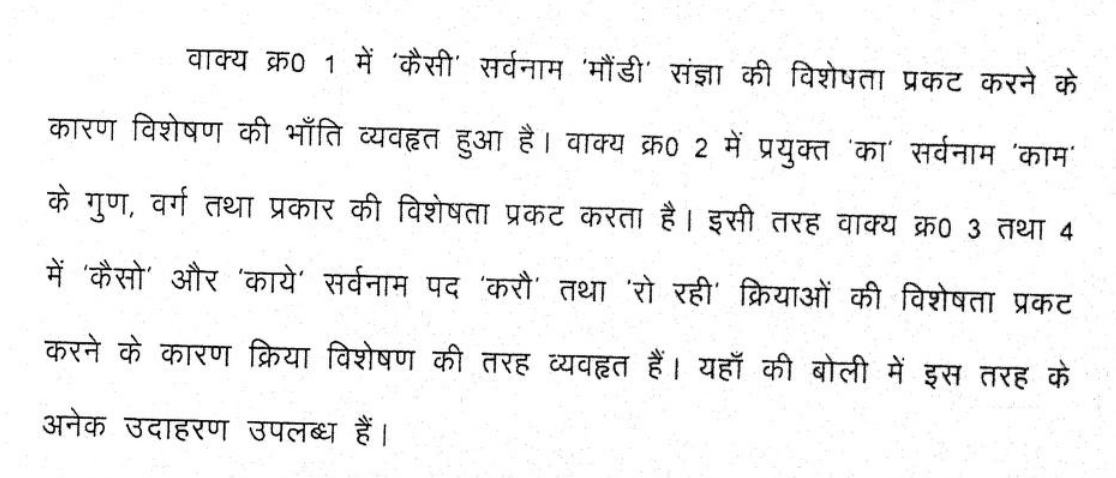 वाक्य क्र0 1 में 'कैसी' सर्वनाम 'मौंडी' संज्ञा की विशेषता प्रकट करने के
कारण विशेषण की भाँति व्यवहृत हुआ है। वाक्य क्र0 2 में प्रयुक्त 'का' सर्वनाम 'काम'
के गुण, वर्ग तथा प्रकार की विशेषता प्रकट करता है। इसी तरह वाक्य क्र0 3 तथा 4
में 'कैसो' और 'काये' सर्वनाम पद 'करौ' तथा 'रो रही' क्रियाओं की विशेषता प्रकट
करने के कारण क्रिया विशेषण की तरह व्यवहृत हैं। यहाँ की बोली में इस तरह के
अनेक उदाहरण उपलब्ध हैं।